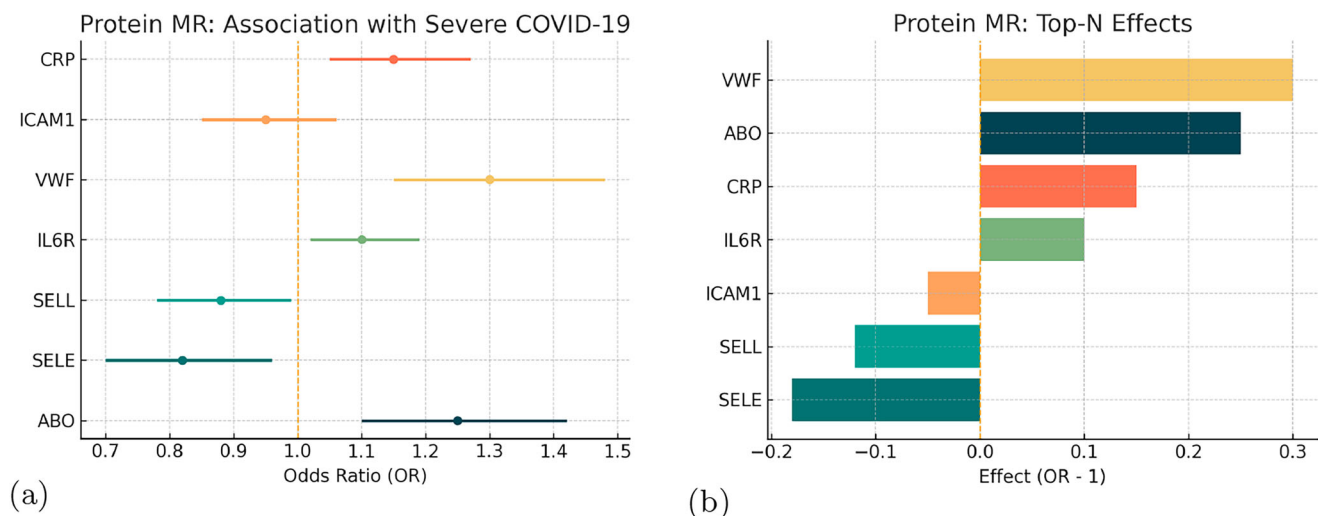 Protein MR: Association with Severe COVID-19
CRP
ICAM1
VWF
IL6R
SELL
SELE
ABO
0.7 0.8 0.9 1.0 1.1 1.2 1.3 1.4 1.5
Odds Ratio (OR)
(a)
Protein MR: Top-N Effects
VWF
ABO
CRP
IL6R
ICAM1
SELL
SELE
−0.2 −0.1 0.0 0.1 0.2 0.3
Effect (OR - 1)
(b)